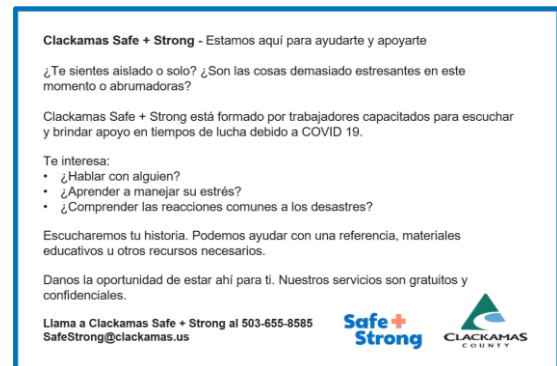 Clackamas Safe + Strong - Estamos aquí para ayudarte y apoyarte
¿Te sientes aislado o solo? ¿Son las cosas demasiado estresantes en este
momento o abrumadoras?
Clackamas Safe + Strong está formado por trabajadores capacitados para escuchar
y brindar apoyo en tiempos de lucha debido a COVID 19.
Te interesa:
• ¿Hablar con alguien?
• ¿Aprender a manejar su estrés?
• ¿Comprender las reacciones comunes a los desastres?
Escucharemos tu historia. Podemos ayudar con una referencia, materiales
educativos u otros recursos necesarios.
Danos la oportunidad de estar ahí para ti. Nuestros servicios son gratuitos y
confidenciales.
Llama a Clackamas Safe + Strong al 503-655-8585
SafeStrong@clackamas.us
Safe+
Strong
CLACKAMAS
COUNTY